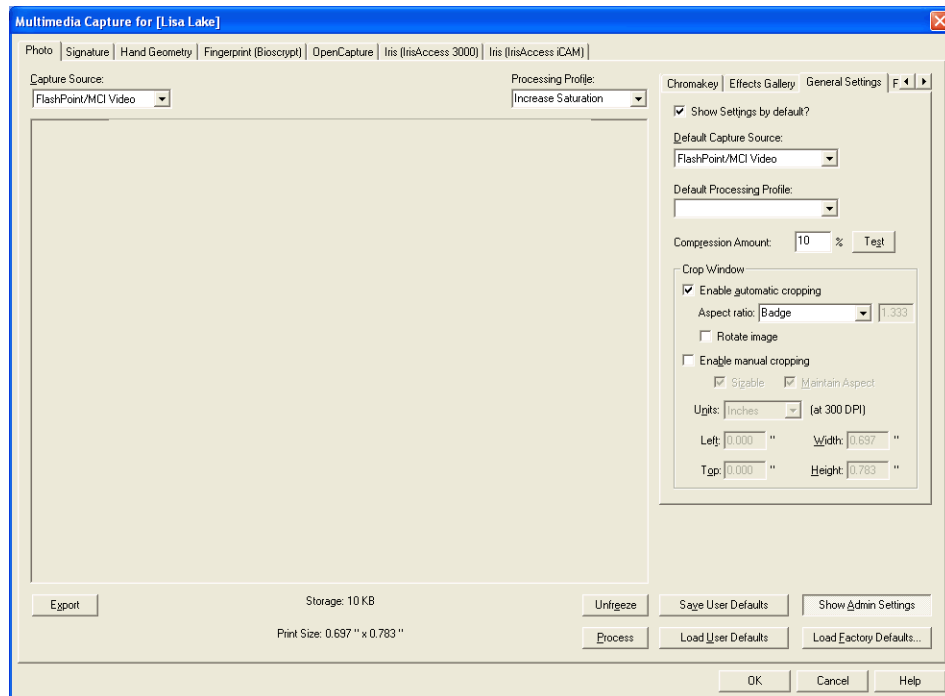 Multimedia Capture for [Lisa Lake]
Photo Signature Hand Geometry Fingerprint (Bioscrypt) OpenCapture Iris (IrisAccess 3000) Iris (IrisAccess iCAM)
Capture Source:
FlashPoint/MCI Video
Processing Profile:
Increase Saturation
Chromakey Effects Gallery General Settings F
Show Settings by default?
Default Capture Source:
FlashPoint/MCI Video
Default Processing Profile:
Compression Amount: 10 % Test
Crop Window
Enable automatic cropping
Aspect ratio: Badge 1.333
Rotate image
Enable manual cropping
Sizable Maintain Aspect
Units: Inches (at 300 DPI)
Left: 0.000 " Width: 0.697 "
Top: 0.000 " Height: 0.783 "
Export Storage: 10 KB Unfreeze Save User Defaults Show Admin Settings
Print Size: 0.697 " x 0.783 " Process Load User Defaults Load Factory Defaults...
OK Cancel Help